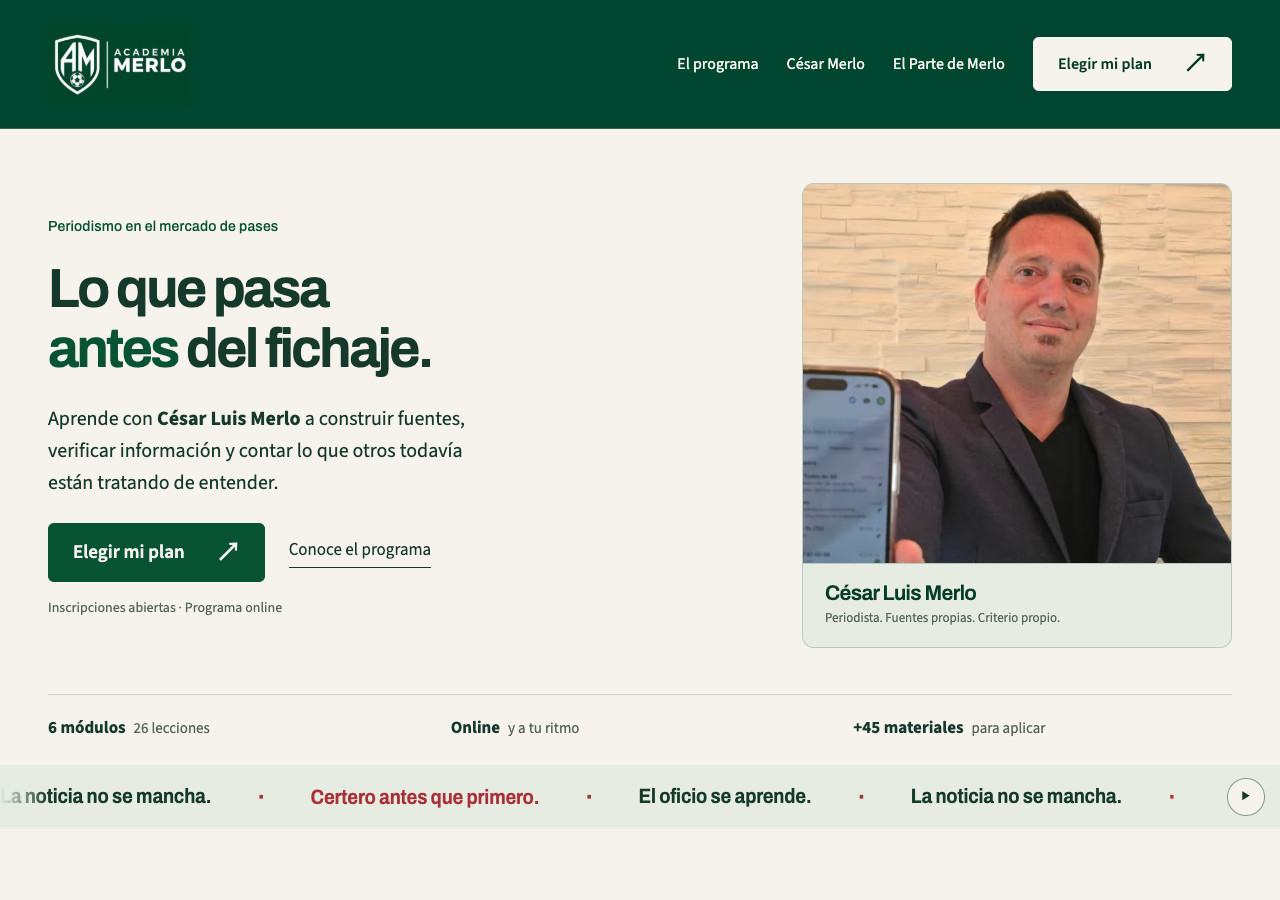 AM
ACADEMIA
MERLO
El programa
César Merlo
El Parte de Merlo
Elegir mi plan
Periodismo en el mercado de pases
Lo que pasa
antes del fichaje.
Aprende con César Luis Merlo a construir fuentes,
verificar información y contar lo que otros todavía
están tratando de entender.
Elegir mi plan
Conoce el programa
Inscripciones abiertas · Programa online
César Luis Merlo
Periodista. Fuentes propias. Criterio propio.
6 módulos 26 lecciones
Online y a tu ritmo
+45 materiales para aplicar
La noticia no se mancha. · Certero antes que primero. · El oficio se aprende. · La noticia no se mancha. ·